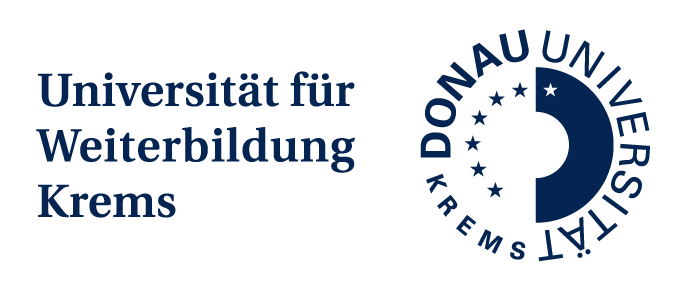 Universität für
Weiterbildung
Krems
DONAU UNIVERSITÄT
KREMS